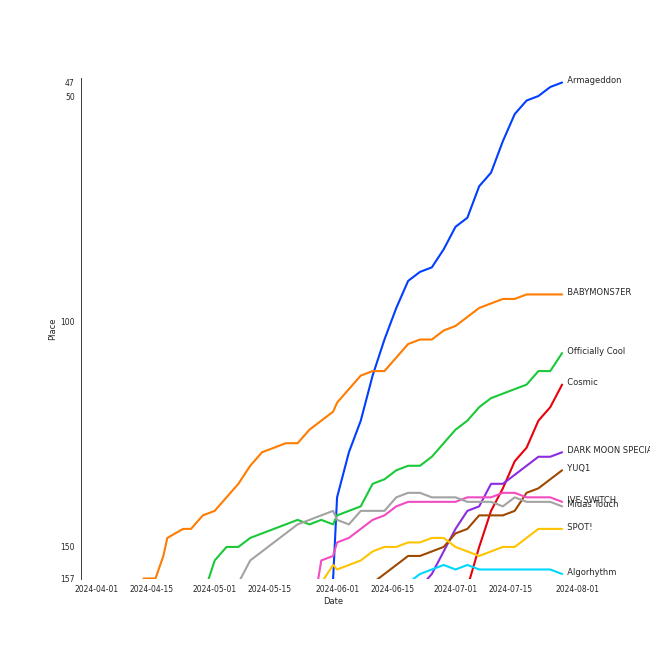 47
50
100
150
157
Place
Armageddon
BABYMONS7ER
Officially Cool
Cosmic
DARK MOON SPECIA
YUQ1
IVE SWITCH
Midas Touch
SPOT!
Algorhythm
2024-04-01 2024-04-15 2024-05-01 2024-05-15 2024-06-01 2024-06-15 2024-07-01 2024-07-15 2024-08-01
Date